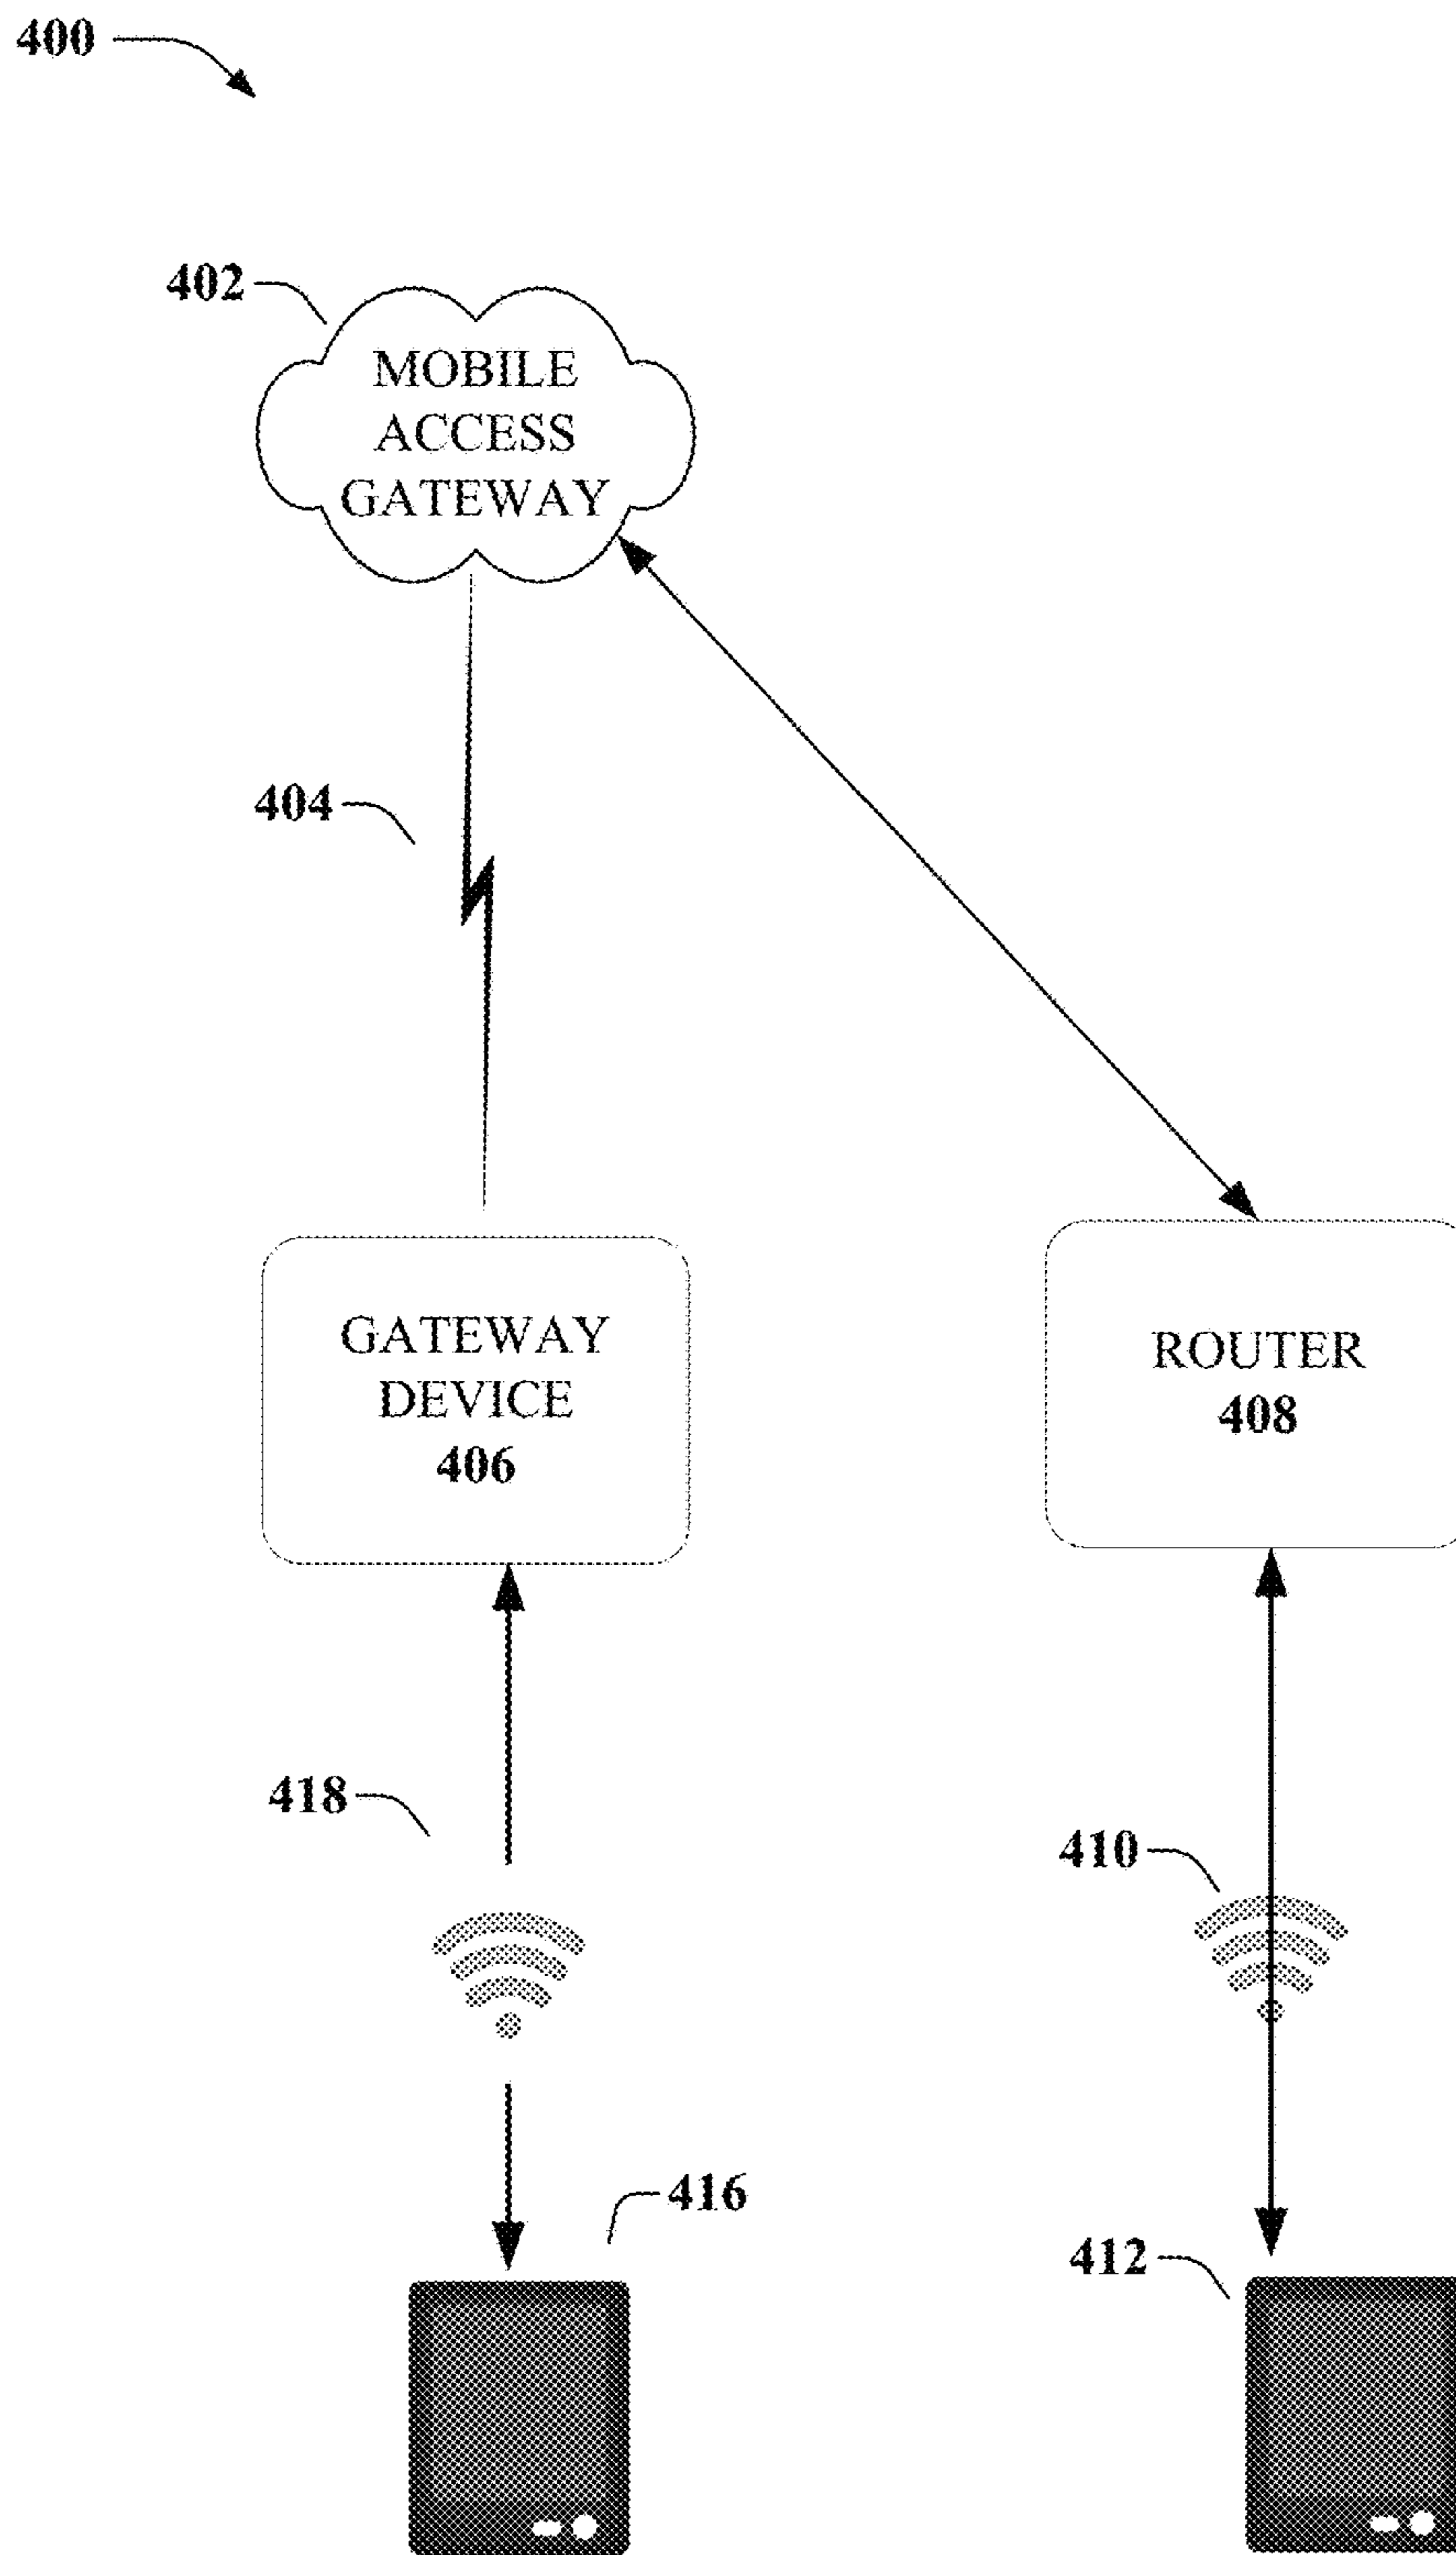 400
402
MOBILE
ACCESS
GATEWAY
404
GATEWAY
DEVICE
406
ROUTER
408
418
410
416
412